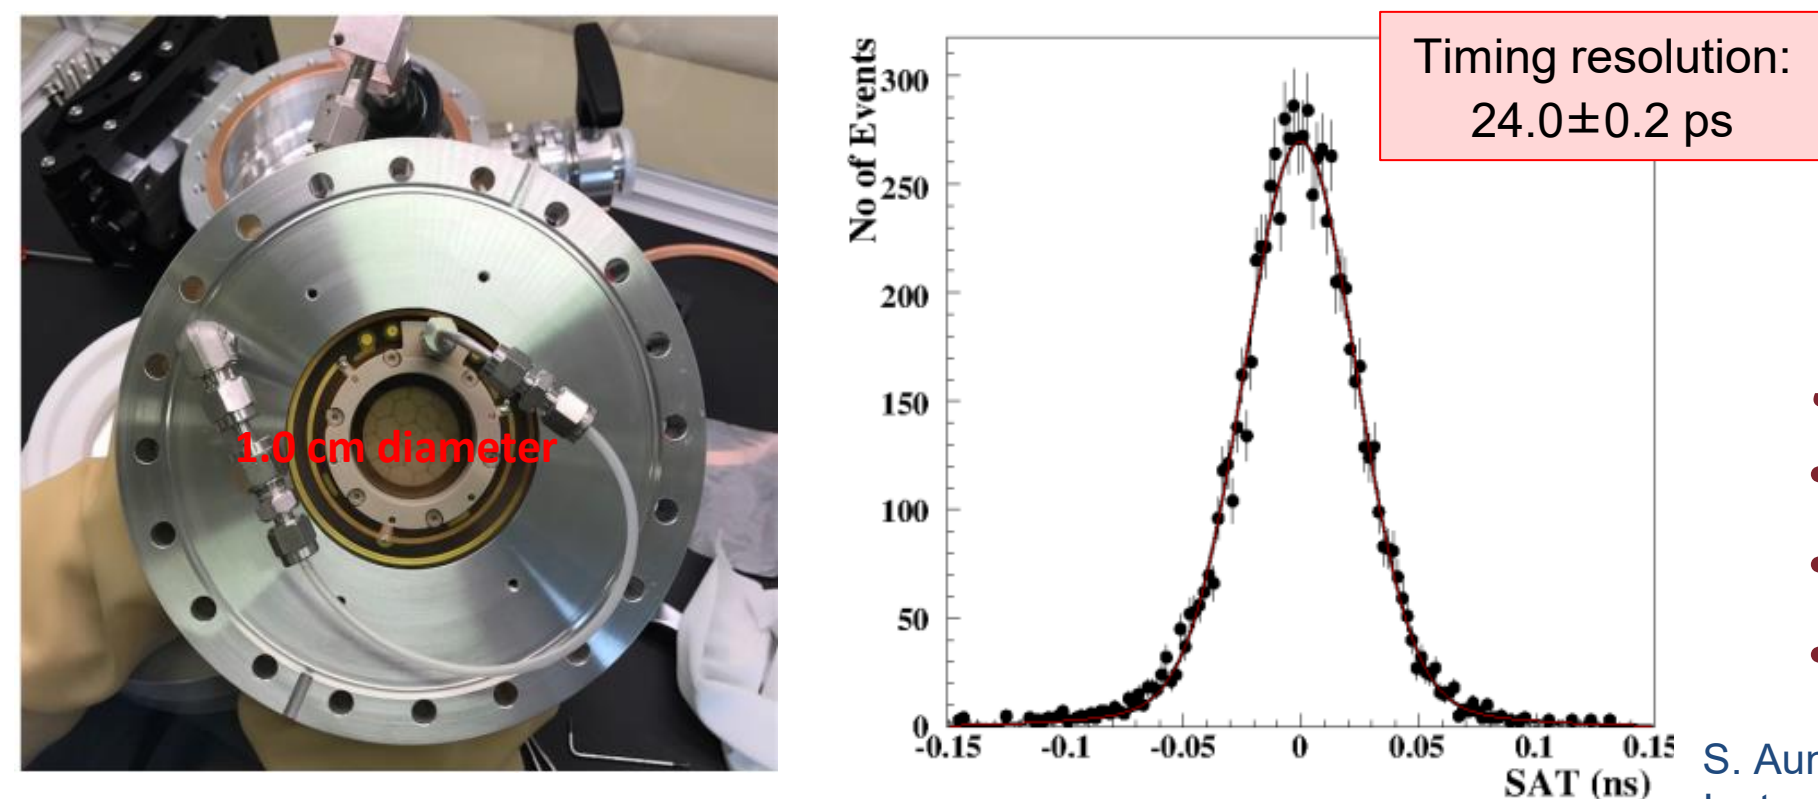 1.0 cm diameter
Timing resolution:
24.0±0.2 ps
No of Events
300
250
200
150
100
50
0
-0.15 -0.1 -0.05 0 0.05 0.1 0.15
SAT (ns)
S. Aun